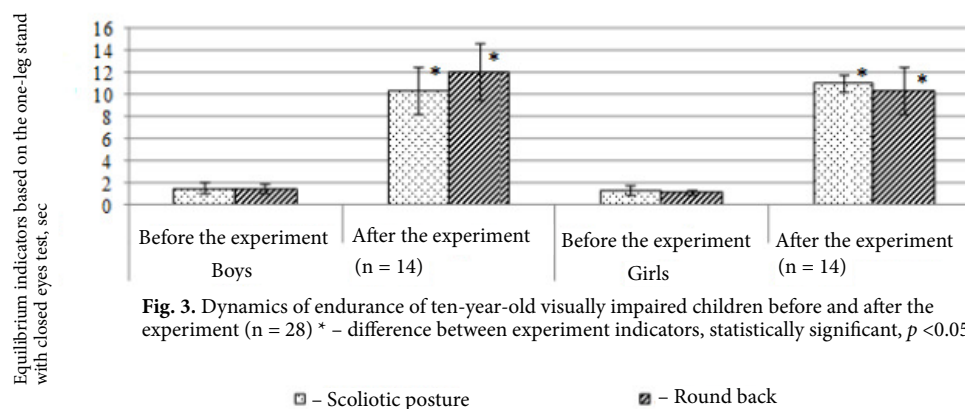 Equilibrium indicators based on the one-leg stand
with closed eyes test, sec
16
14
12
10
8
6
4
2
0
*
*
*
*
Before the experiment
After the experiment
Before the experiment
After the experiment
Boys
(n = 14)
Girls
(n = 14)
Fig. 3. Dynamics of endurance of ten-year-old visually impaired children before and after the
experiment (n = 28) * – difference between experiment indicators, statistically significant, p <0.05
– Scoliotic posture
– Round back